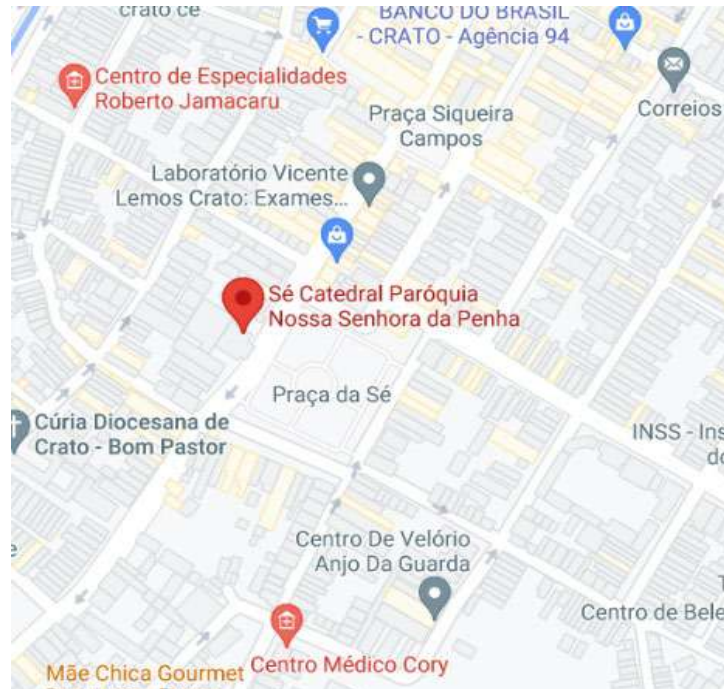 crato ce
BANCO DO BRASIL
- CRATO - Agência 94
Centro de Especialidades
Roberto Jamacaru
Correios
Praça Siqueira
Campos
Laboratório Vicente
Lemos Crato: Exames...
Sé Catedral Paróquia
Nossa Senhora da Penha
Praça da Sé
Cúria Diocesana de
Crato - Bom Pastor
INSS - Ins
do
Centro De Velório
Anjo Da Guarda
Centro de Bele
Centro Médico Cory
Mãe Chica Gourmet